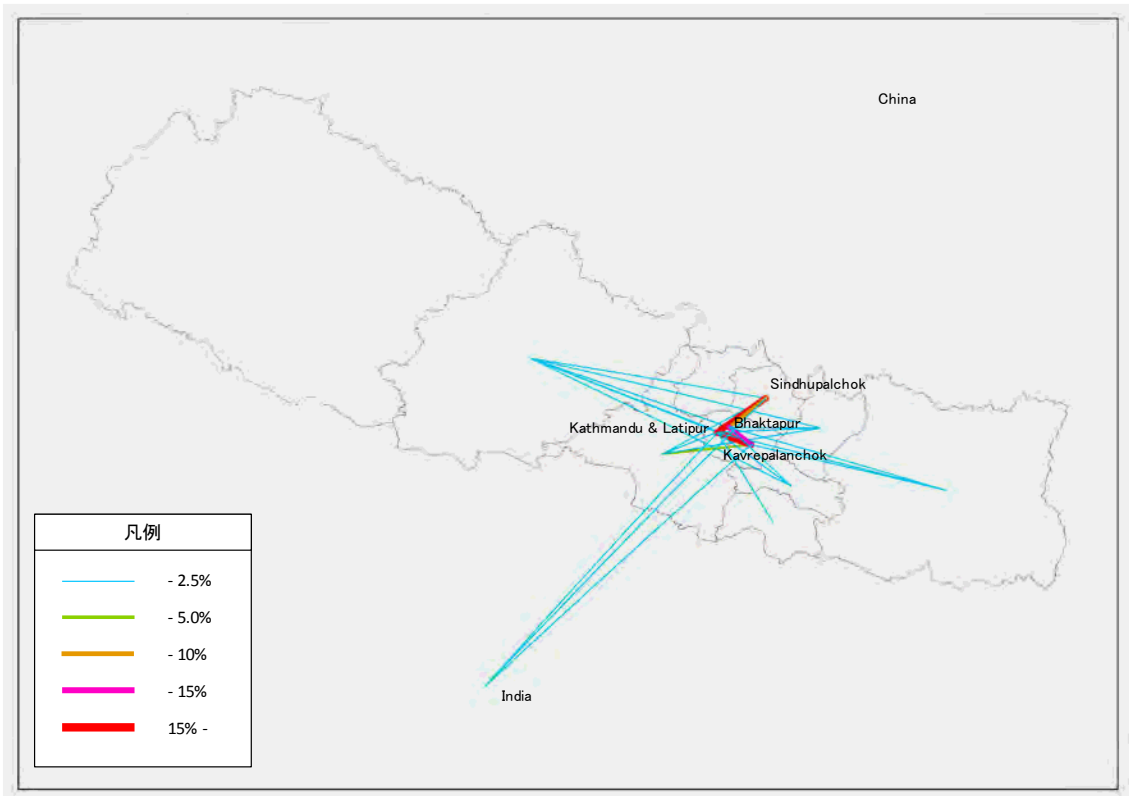 China
Sindhupalchok
Bhaktapur
Kathmandu & Latipur
Kavrepalanchok
India
凡例
- 2.5%
- 5.0%
- 10%
- 15%
15% -